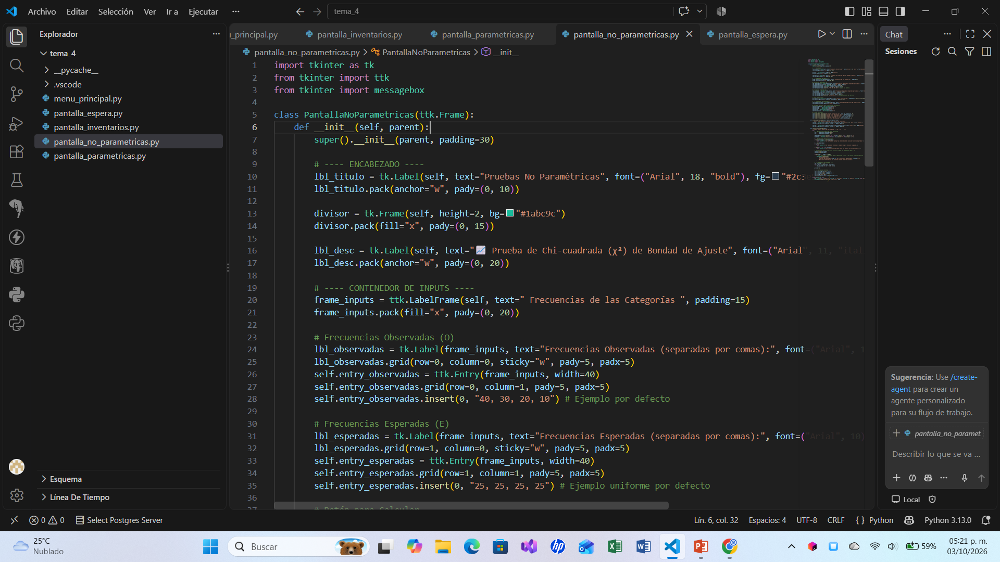 Archivo Editar Selección Ver Ir a Ejecutar ··· tema_4
Explorador ···
tema_4
__pycache__
.vscode
menu_principal.py
pantalla_espera.py
pantalla_inventarios.py
pantalla_no_parametricas.py
pantalla_parametricas.py
Esquema
Línea De Tiempo
_principal.py pantalla_inventarios.py pantalla_parametricas.py pantalla_no_parametricas.py pantalla_espera.py
pantalla_no_parametricas.py > PantallaNoParametricas > __init__
1 import tkinter as tk
2 from tkinter import ttk
3 from tkinter import messagebox
4
5 class PantallaNoParametricas(ttk.Frame):
6 def __init__(self, parent):
7 super().__init__(parent, padding=30)
8
9 # ---- ENCABEZADO ----
10 lbl_titulo = tk.Label(self, text="Pruebas No Paramétricas", font=("Arial", 18, "bold"), fg="#2c3e
11 lbl_titulo.pack(anchor="w", pady=(0, 10))
12
13 divisor = tk.Frame(self, height=2, bg="#1abc9c")
14 divisor.pack(fill="x", pady=(0, 15))
15
16 lbl_desc = tk.Label(self, text="📈 Prueba de Chi-cuadrada (χ²) de Bondad de Ajuste", font=("Arial", 11, "ital
17 lbl_desc.pack(anchor="w", pady=(0, 20))
18
19 # ---- CONTENEDOR DE INPUTS ----
20 frame_inputs = ttk.LabelFrame(self, text=" Frecuencias de las Categorías ", padding=15)
21 frame_inputs.pack(fill="x", pady=(0, 20))
22
23 # Frecuencias Observadas (O)
24 lbl_observadas = tk.Label(frame_inputs, text="Frecuencias Observadas (separadas por comas):", font=("Arial", 1
25 lbl_observadas.grid(row=0, column=0, sticky="w", pady=5, padx=5)
26 self.entry_observadas = ttk.Entry(frame_inputs, width=40)
27 self.entry_observadas.grid(row=0, column=1, pady=5, padx=5)
28 self.entry_observadas.insert(0, "40, 30, 20, 10") # Ejemplo por defecto
29
30 # Frecuencias Esperadas (E)
31 lbl_esperadas = tk.Label(frame_inputs, text="Frecuencias Esperadas (separadas por comas):", font=("Arial", 10)
32 lbl_esperadas.grid(row=1, column=0, sticky="w", pady=5, padx=5)
33 self.entry_esperadas = ttk.Entry(frame_inputs, width=40)
34 self.entry_esperadas.grid(row=1, column=1, pady=5, padx=5)
35 self.entry_esperadas.insert(0, "25, 25, 25, 25") # Ejemplo uniforme por defecto
36
37 # Botón para Calcular
Chat ···
Sesiones
Sugerencia: Use /create-
agent para crear un
agente personalizado
para su flujo de trabajo.
pantalla_no_paramet
Describir lo que se va ...
Local
0 0 Select Postgres Server Lín. 6, col. 32 Espacios: 4 UTF-8 CRLF { } Python Python 3.13.0
25°C
Nublado
Buscar
59%
05:21 p. m.
03/10/2026